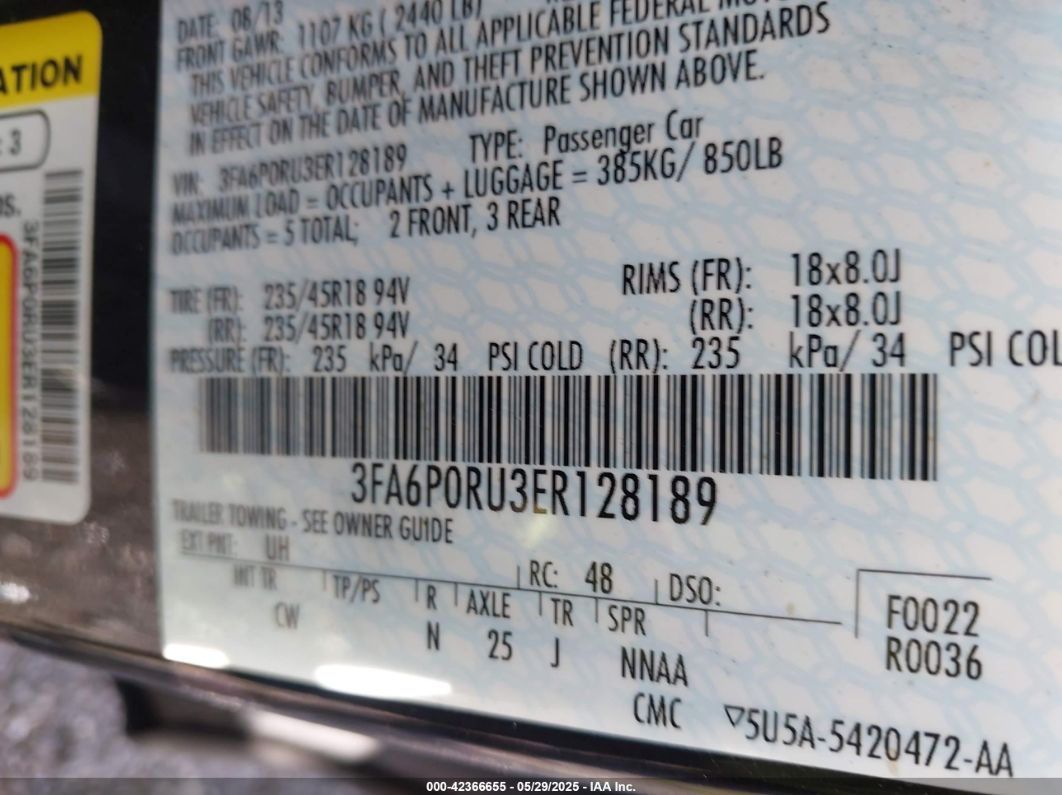 ATION
: 3
3FA6P0RU3ER128189
DATE: 08/13
FRONT GAWR: 1107 KG ( 2440 LB)
THIS VEHICLE CONFORMS TO ALL APPLICABLE FEDERAL
VEHICLE SAFETY, BUMPER, AND THEFT PREVENTION STANDARDS
IN EFFECT ON THE DATE OF MANUFACTURE SHOWN ABOVE.
VIN: 3FA6P0RU3ER128189 TYPE: Passenger Car
MAXIMUM LOAD = OCCUPANTS + LUGGAGE = 385KG/ 850LB
OCCUPANTS = 5 TOTAL; 2 FRONT, 3 REAR
TIRE (FR): 235/45R18 94V RIMS (FR): 18x8.0J
(RR): 235/45R18 94V (RR): 18x8.0J
PRESSURE (FR): 235 kPa/ 34 PSI COLD (RR): 235 kPa/ 34 PSI COL
3FA6P0RU3ER128189
TRAILER TOWING - SEE OWNER GUIDE
EXT PNT: UH RC: 48 DSO:
INT TR TP/PS R AXLE TR SPR F0022
CW N 25 J NNAA R0036
CMC ▽5U5A-5420472-AA
000-42366655 - 05/29/2025 - IAA Inc.